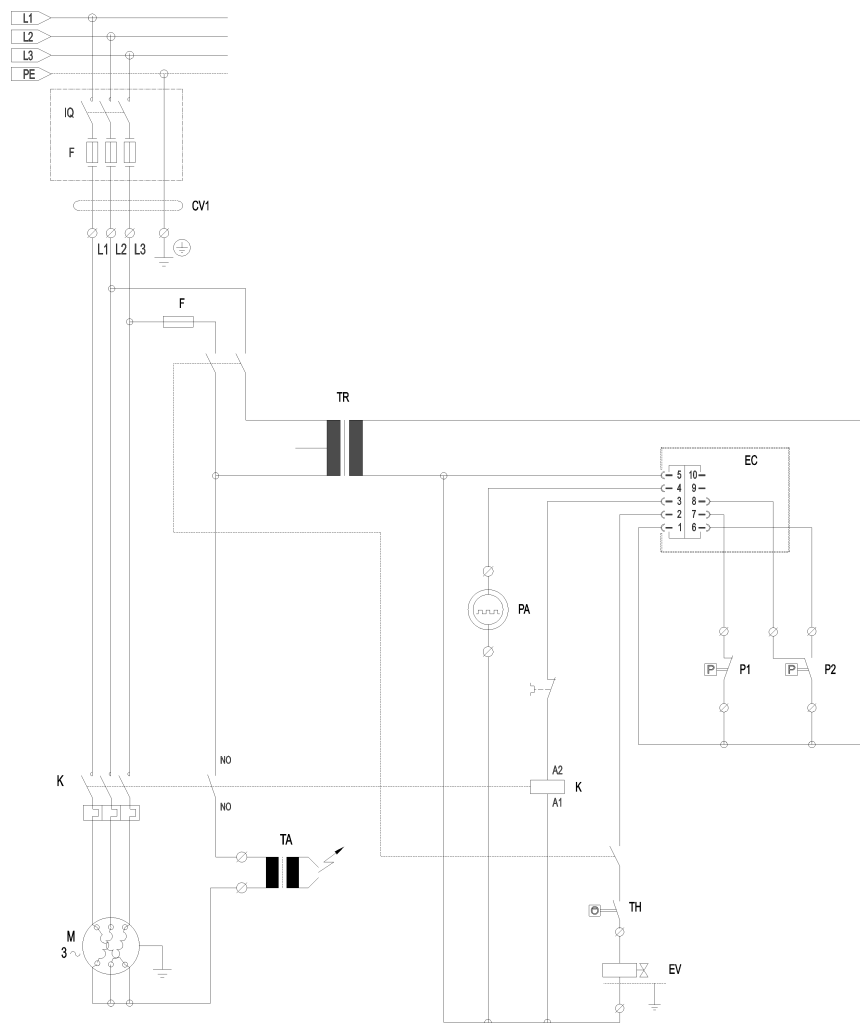 L1
L2
L3
PE
IQ
F
CV1
L1 L2 L3
F
TR
EC
5 10
4 9
3 8
2 7
1 6
PA
P
P1
P
P2
NO
K
A2
K
A1
NO
TA
TH
M
3 ~
EV